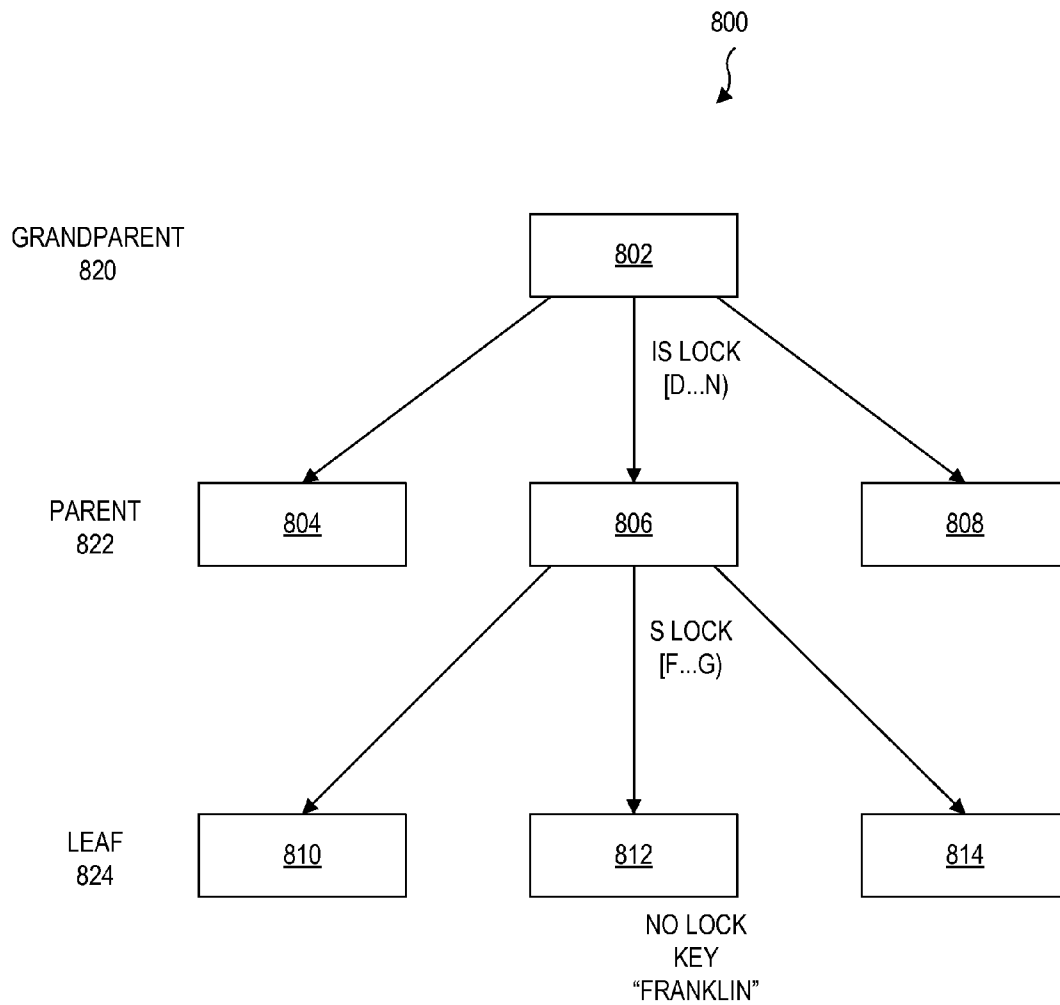 800
GRANDPARENT
820
802
IS LOCK
[D...N)
PARENT
822
804
806
808
S LOCK
[F...G)
LEAF
824
810
812
814
NO LOCK
KEY
“FRANKLIN”